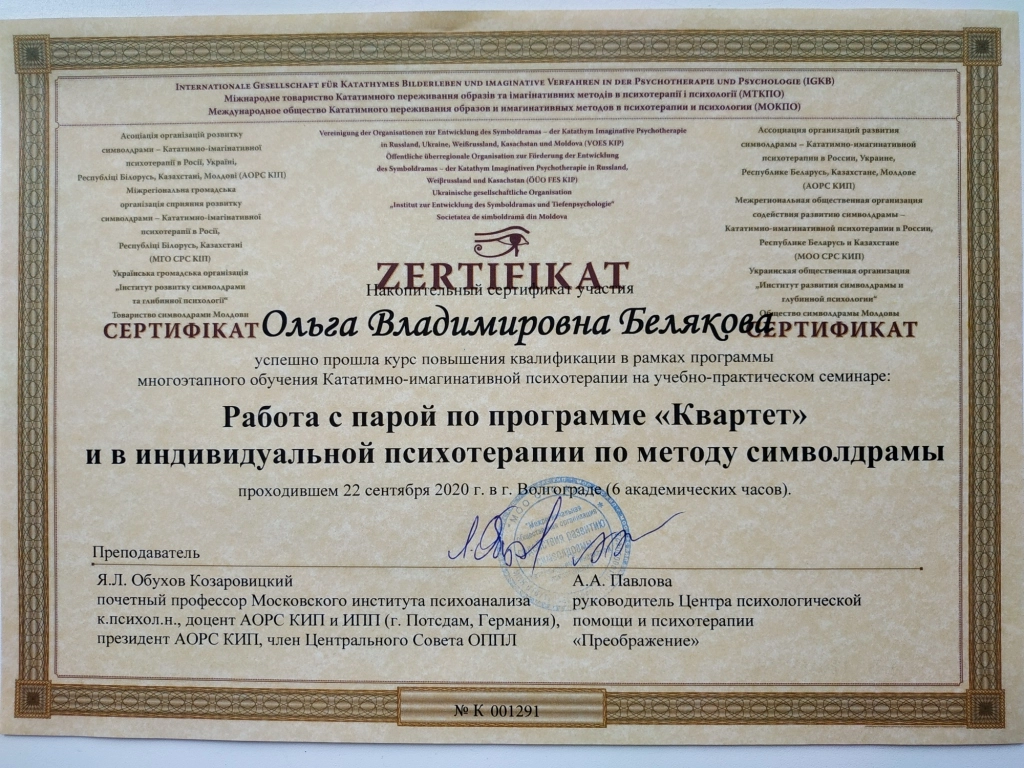 INTERNATIONALE GESELLSCHAFT FÜR KATATHYMES BILDERLEBEN UND IMAGINATIVE VERFAHREN IN DER PSYCHOTHERAPIE UND PSYCHOLOGIE (IGKB)
Міжнародне товариство Кататимного переживання образів та імагінативних методів в психотерапії і психології (МТКПО)
Международное общество Кататимного переживания образов и имагинативных методов в психотерапии и психологии (МОКПО)
Асоціація організацій розвитку
символдрами – Кататимно-імагінативної
психотерапії в Росії, Україні,
Республіці Білорусь, Казахстані, Молдові (АОРС КІП)
Міжрегіональна громадська
організація сприяння розвитку
символдрами – Кататимно-імагінативної
психотерапії в Росії,
Республіці Білорусь, Казахстані
(МГО СРС КІП)
Українська громадська організація
„Інститут розвитку символдрами
та глибинної психології"
Товариство символдрами Молдови
СЕРТИФІКАТ
Vereinigung der Organisationen zur Entwicklung des Symboldramas – der Katathym Imaginative Psychotherapie
in Russland, Ukraine, Weißrussland, Kasachstan und Moldova (VOES KIP)
Öffentliche überregionale Organisation zur Förderung der Entwicklung
des Symboldramas – der Katathym Imaginativen Psychotherapie in Russland,
Weißrussland und Kasachstan (ÖÜO FES KIP)
Ukrainische gesellschaftliche Organisation
„Institut zur Entwicklung des Symboldramas und Tiefenpsychologie"
Societatea de simboldramă din Moldova
ZERTIFIKAT
Ассоциация организаций развития
символдрамы – Кататимно-имагинативной
психотерапии в России, Украине,
Республике Беларусь, Казахстане, Молдове
(АОРС КИП)
Межрегиональная общественная организация
содействия развитию символдрамы –
Кататимно-имагинативной психотерапии в России,
Республике Беларусь и Казахстане
(МОО СРС КИП)
Украинская общественная организация
„Институт развития символдрамы и
глубинной психологии"
Общество символдрамы Молдовы
СЕРТИФИКАТ
Накопительный сертификат участия
Ольга Владимировна Белякова
успешно прошла курс повышения квалификации в рамках программы
многоэтапного обучения Кататимно-имагинативной психотерапии на учебно-практическом семинаре:
Работа с парой по программе «Квартет»
и в индивидуальной психотерапии по методу символдрамы
проходившем 22 сентября 2020 г. в г. Волгограде (6 академических часов).
Преподаватель
Я.Л. Обухов Козаровицкий
почетный профессор Московского института психоанализа
к.психол.н., доцент АОРС КИП и ИПП (г. Потсдам, Германия),
президент АОРС КИП, член Центрального Совета ОППЛ
А.А. Павлова
руководитель Центра психологической
помощи и психотерапии
«Преображение»
№ К 001291